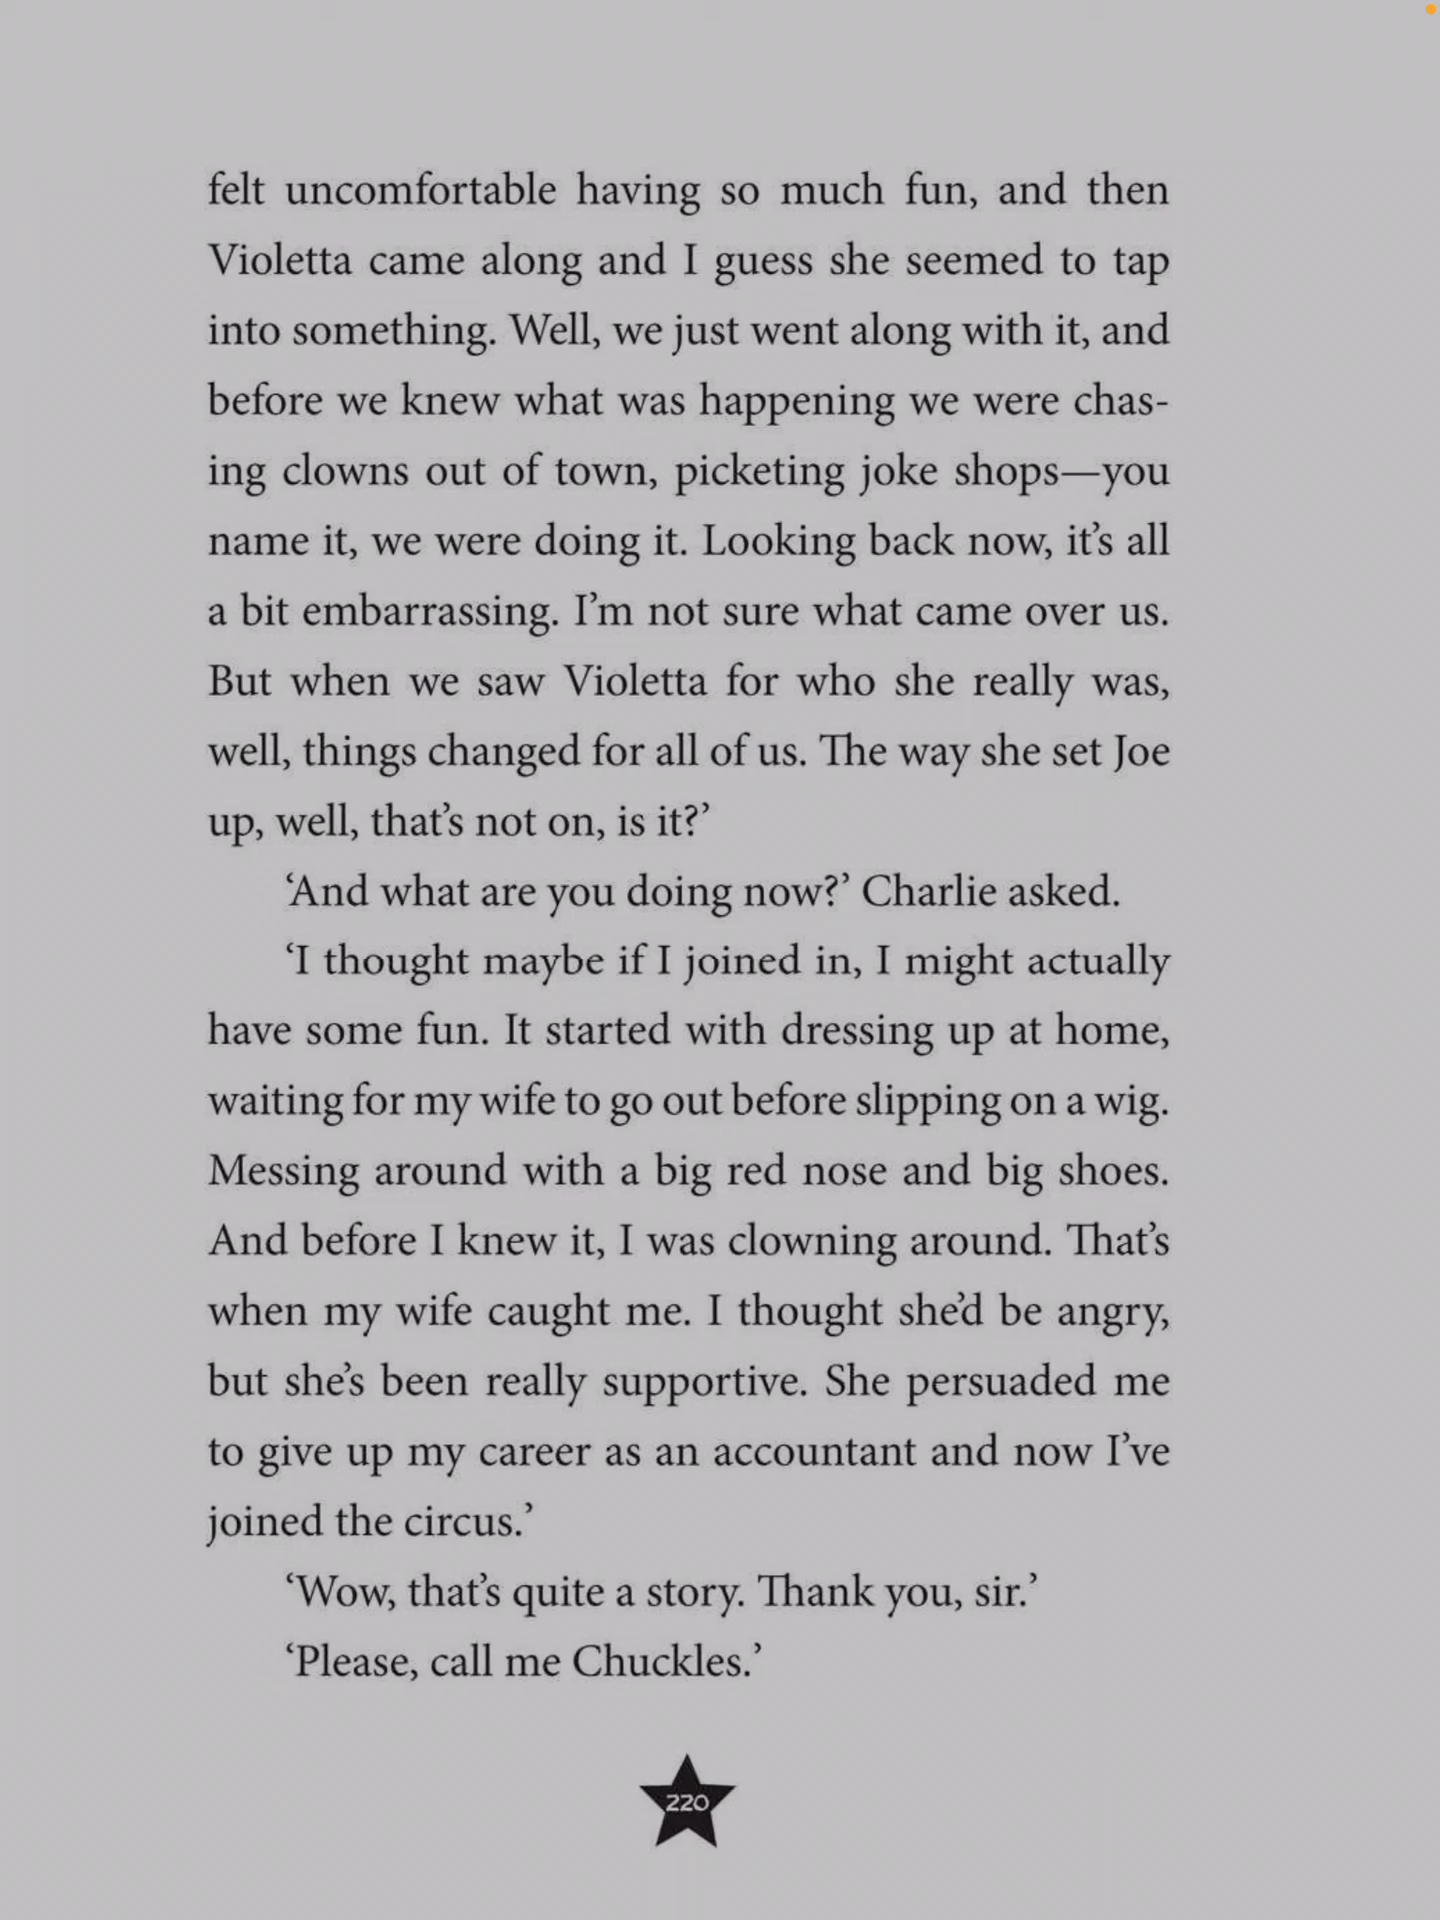 felt uncomfortable having so much fun, and then
Violetta came along and I guess she seemed to tap
into something. Well, we just went along with it, and
before we knew what was happening we were chas-
ing clowns out of town, picketing joke shops—you
name it, we were doing it. Looking back now, it’s all
a bit embarrassing. I’m not sure what came over us.
But when we saw Violetta for who she really was,
well, things changed for all of us. The way she set Joe
up, well, that’s not on, is it?’
‘And what are you doing now?’ Charlie asked.
‘I thought maybe if I joined in, I might actually
have some fun. It started with dressing up at home,
waiting for my wife to go out before slipping on a wig.
Messing around with a big red nose and big shoes.
And before I knew it, I was clowning around. That’s
when my wife caught me. I thought she’d be angry,
but she’s been really supportive. She persuaded me
to give up my career as an accountant and now I’ve
joined the circus.’
‘Wow, that’s quite a story. Thank you, sir.’
‘Please, call me Chuckles.’
220